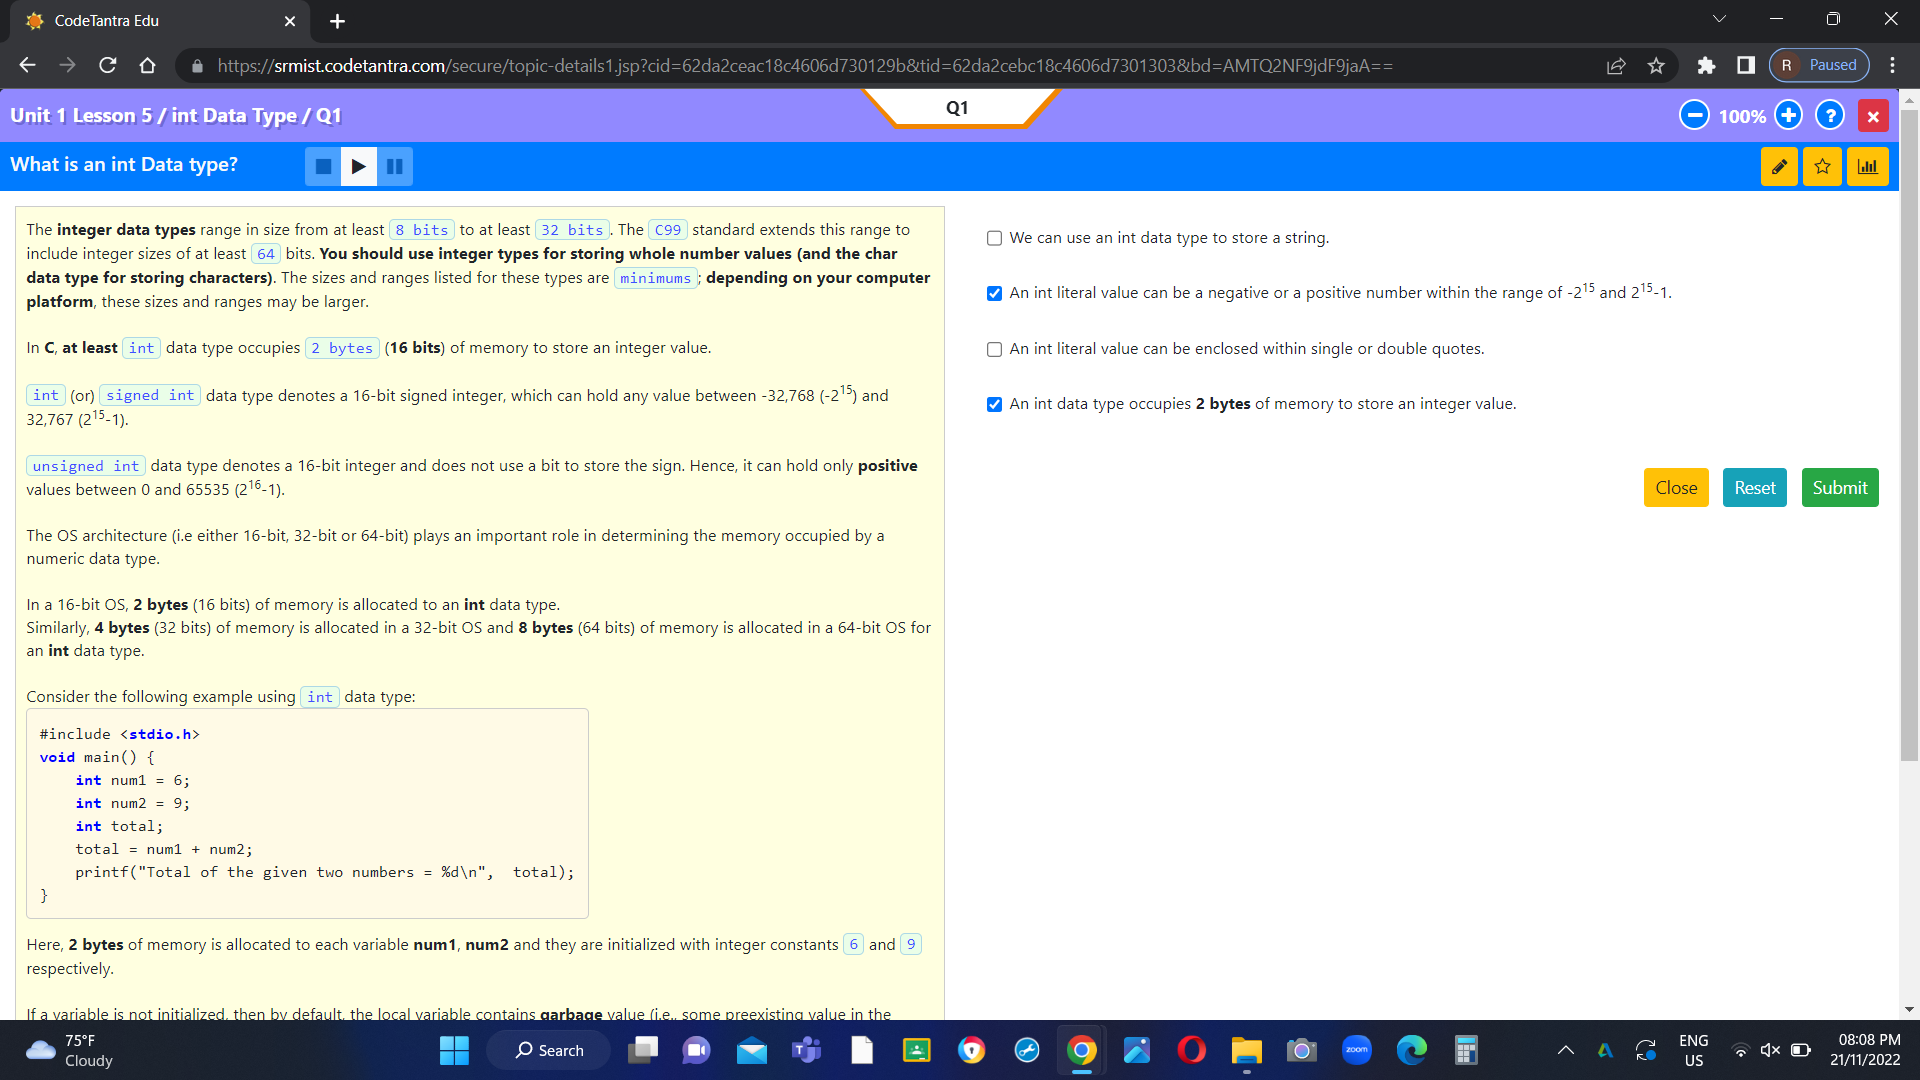 CodeTantra Edu
https://srmist.codetantra.com/secure/topic-details1.jsp?cid=62da2ceac18c4606d730129b&tid=62da2cebc18c4606d7301303&bd=AMTQ2NF9jdF9jaA==
R Paused
Unit 1 Lesson 5 / int Data Type / Q1
Q1
100%
?
What is an int Data type?
The integer data types range in size from at least 8 bits to at least 32 bits. The C99 standard extends this range to
include integer sizes of at least 64 bits. You should use integer types for storing whole number values (and the char
data type for storing characters). The sizes and ranges listed for these types are minimums; depending on your computer
platform, these sizes and ranges may be larger.
In C, at least int data type occupies 2 bytes (16 bits) of memory to store an integer value.
int (or) signed int data type denotes a 16-bit signed integer, which can hold any value between -32,768 (-2¹⁵) and
32,767 (2¹⁵-1).
unsigned int data type denotes a 16-bit integer and does not use a bit to store the sign. Hence, it can hold only positive
values between 0 and 65535 (2¹⁶-1).
The OS architecture (i.e either 16-bit, 32-bit or 64-bit) plays an important role in determining the memory occupied by a
numeric data type.
In a 16-bit OS, 2 bytes (16 bits) of memory is allocated to an int data type.
Similarly, 4 bytes (32 bits) of memory is allocated in a 32-bit OS and 8 bytes (64 bits) of memory is allocated in a 64-bit OS for
an int data type.
Consider the following example using int data type:
#include <stdio.h>
void main() {
    int num1 = 6;
    int num2 = 9;
    int total;
    total = num1 + num2;
    printf("Total of the given two numbers = %d\n",  total);
}
Here, 2 bytes of memory is allocated to each variable num1, num2 and they are initialized with integer constants 6 and 9
respectively.
If a variable is not initialized, then by default, the local variable contains garbage value (i.e., some preexisting value in the
We can use an int data type to store a string.
An int literal value can be a negative or a positive number within the range of -2¹⁵ and 2¹⁵-1.
An int literal value can be enclosed within single or double quotes.
An int data type occupies 2 bytes of memory to store an integer value.
Close Reset Submit
75°F
Cloudy
Search
zoom
ENG
US
08:08 PM
21/11/2022